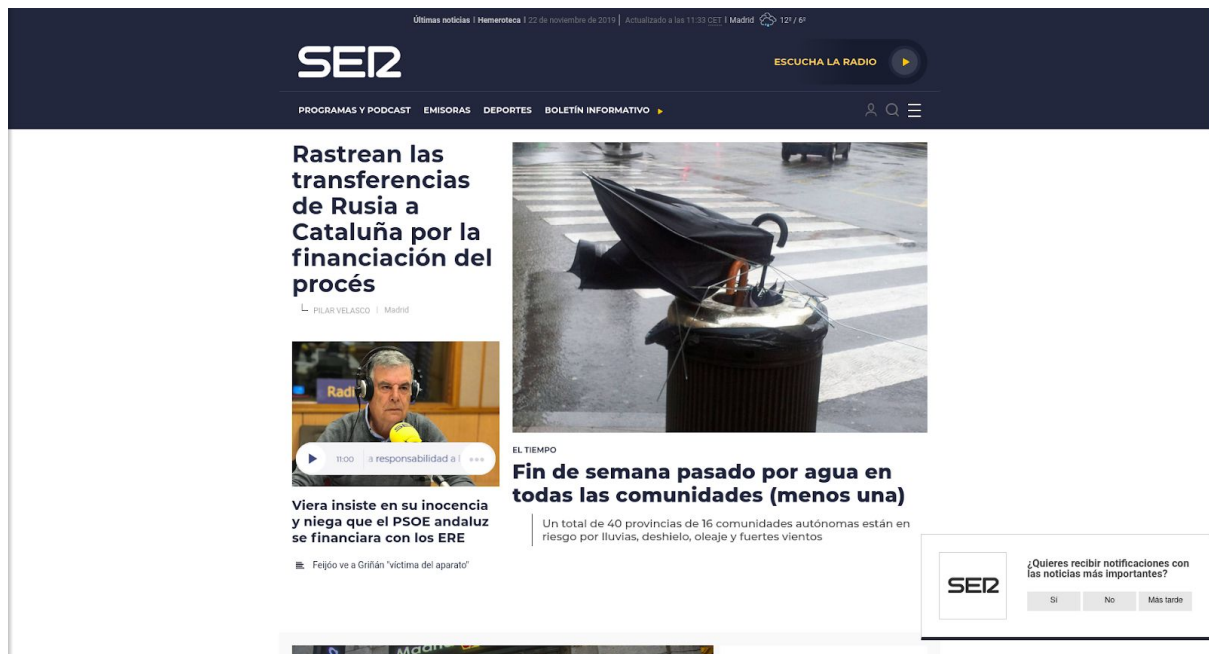 Últimas noticias | Hemeroteca | 22 de noviembre de 2019 | Actualizado a las 11:33 CET | Madrid 12º / 6º
SER
ESCUCHA LA RADIO
PROGRAMAS Y PODCAST EMISORAS DEPORTES BOLETÍN INFORMATIVO
Rastrean las
transferencias
de Rusia a
Cataluña por la
financiación del
procés
PILAR VELASCO | Madrid
Radi
SER
11:00 a responsabilidad a l
Viera insiste en su inocencia
y niega que el PSOE andaluz
se financiara con los ERE
Feijóo ve a Griñán "víctima del aparato"
EL TIEMPO
Fin de semana pasado por agua en
todas las comunidades (menos una)
Un total de 40 provincias de 16 comunidades autónomas están en
riesgo por lluvias, deshielo, oleaje y fuertes vientos
SER
¿Quieres recibir notificaciones con
las noticias más importantes?
Si No Más tarde
Madrid